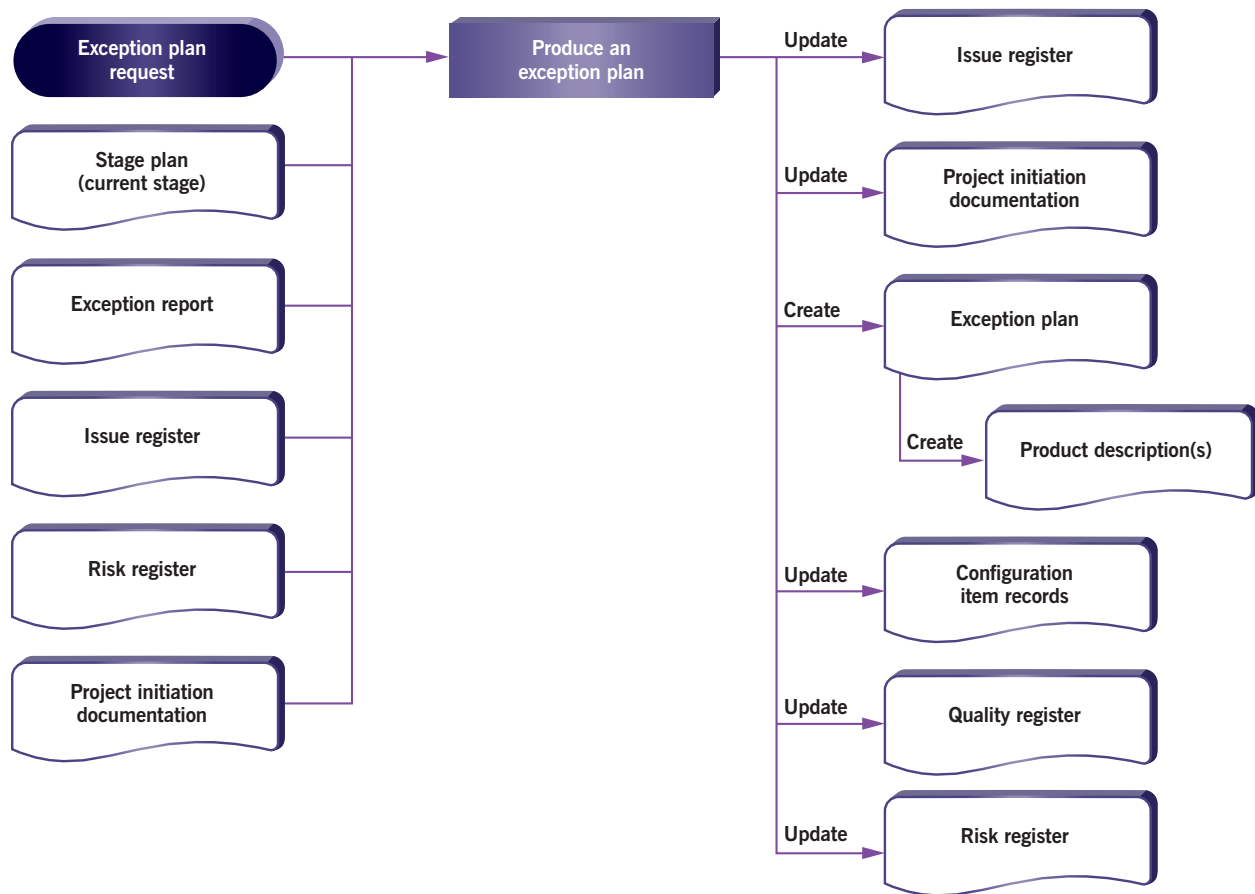 Exception plan
request
Stage plan
(current stage)
Exception report
Issue register
Risk register
Project initiation
documentation
Produce an
exception plan
Update
Issue register
Update
Project initiation
documentation
Create
Exception plan
Create
Product description(s)
Update
Configuration
item records
Update
Quality register
Update
Risk register